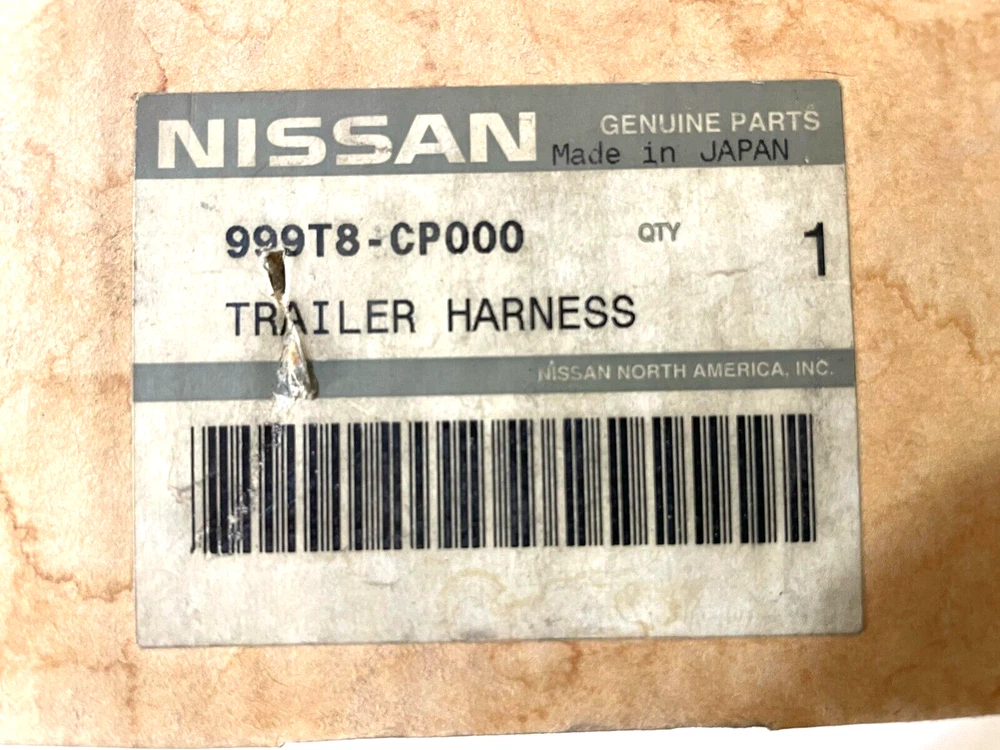 NISSAN
GENUINE PARTS
Made in JAPAN
999T8-CP000 QTY 1
TRAILER HARNESS
NISSAN NORTH AMERICA, INC.